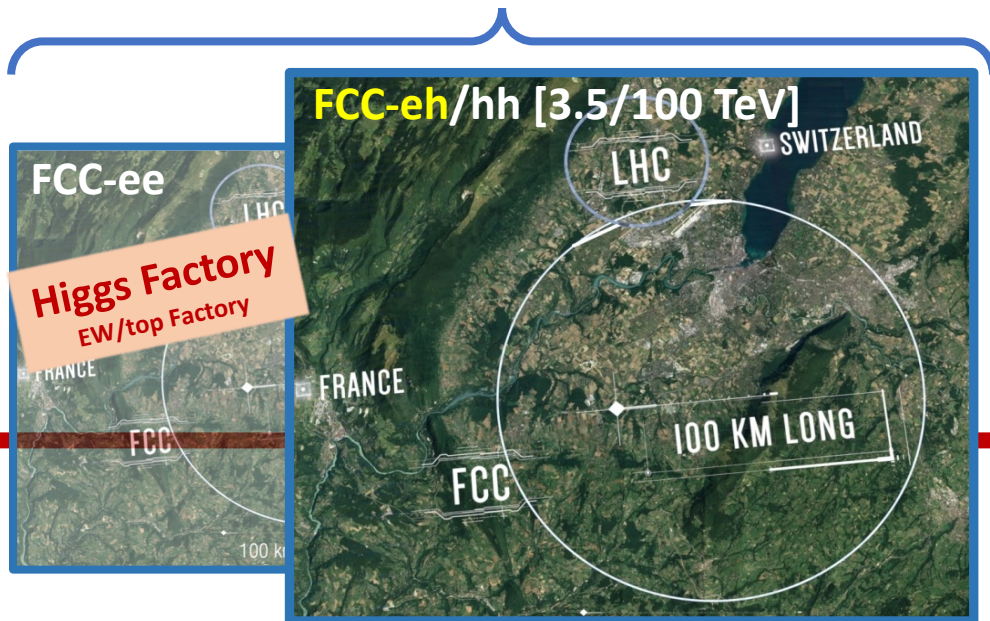 FCC-eh/hh [3.5/100 TeV]
LHC
SWITZERLAND
FCC-ee
LHC
Higgs Factory
EW/top Factory
FRANCE
FRANCE
100 KM LONG
FCC
FCC
100 k